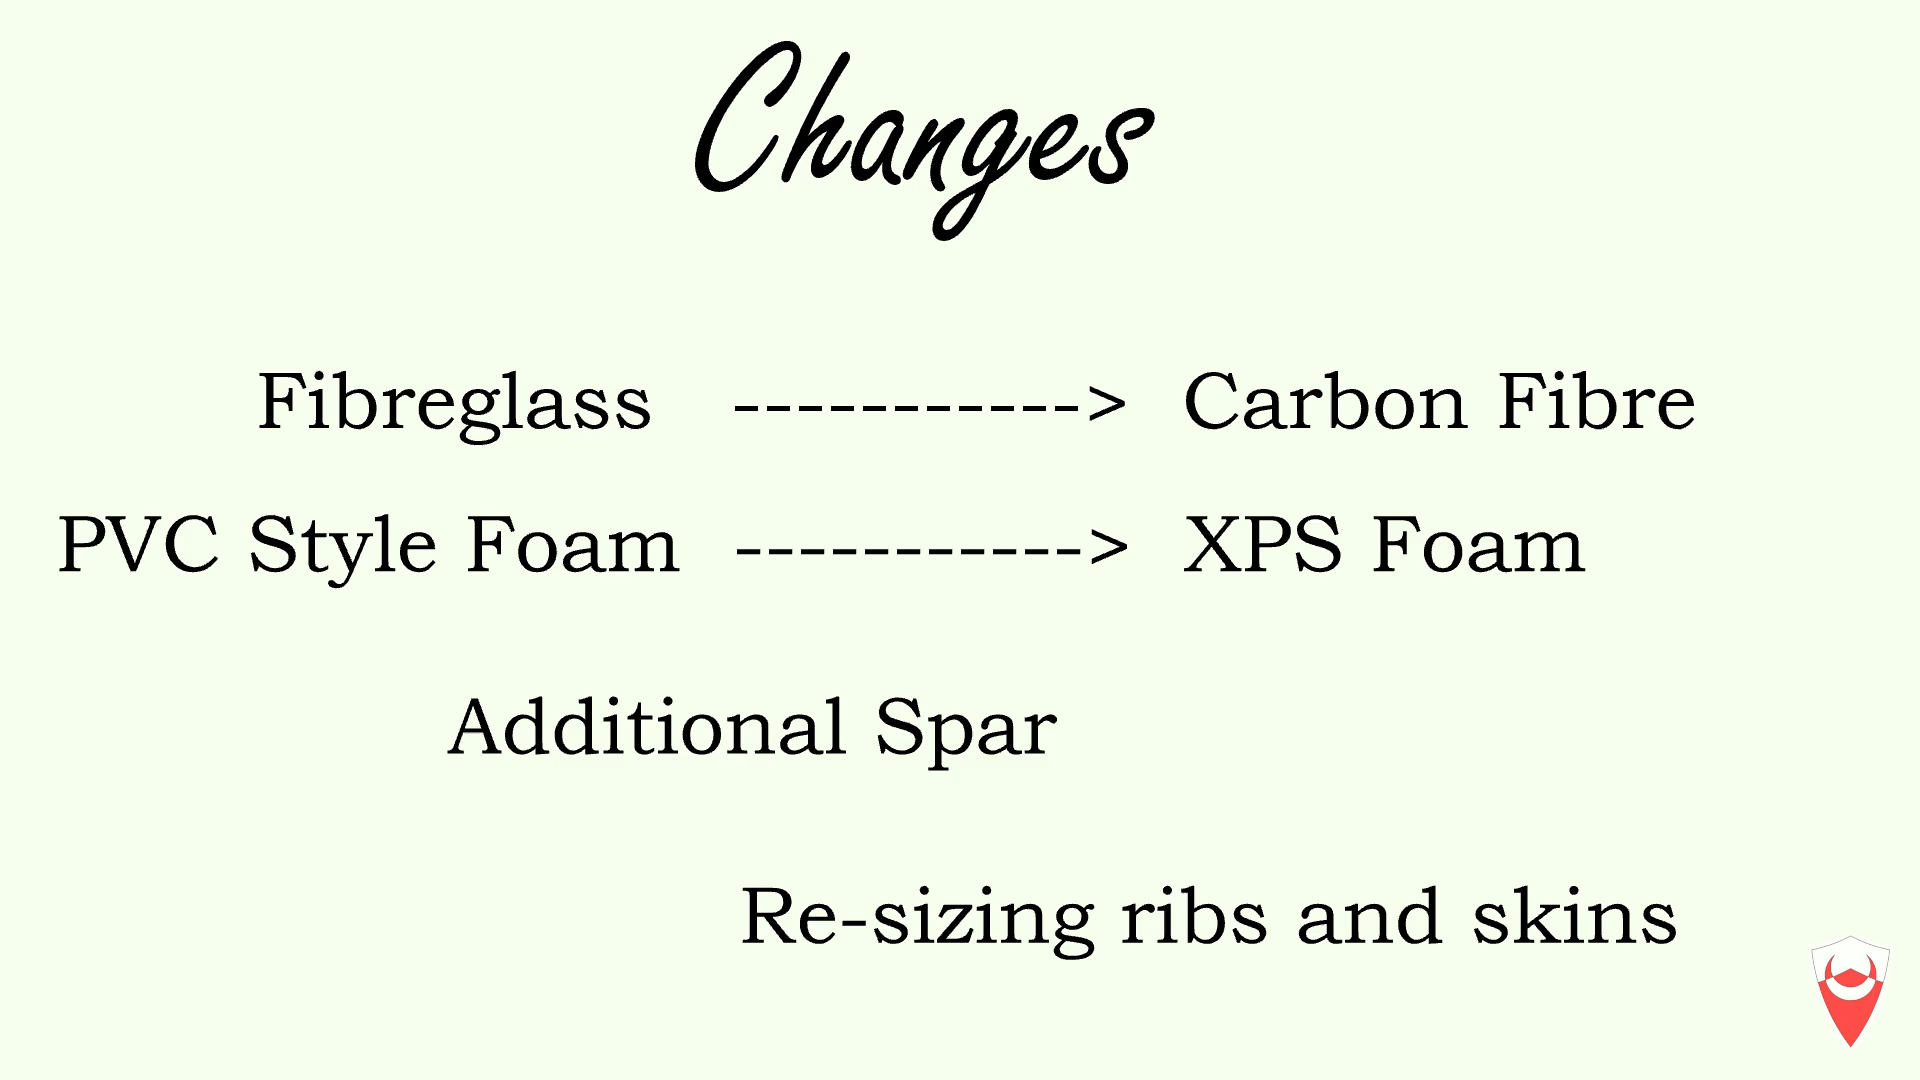 Changes
Fibreglass -----------> Carbon Fibre
PVC Style Foam -----------> XPS Foam
Additional Spar
Re-sizing ribs and skins